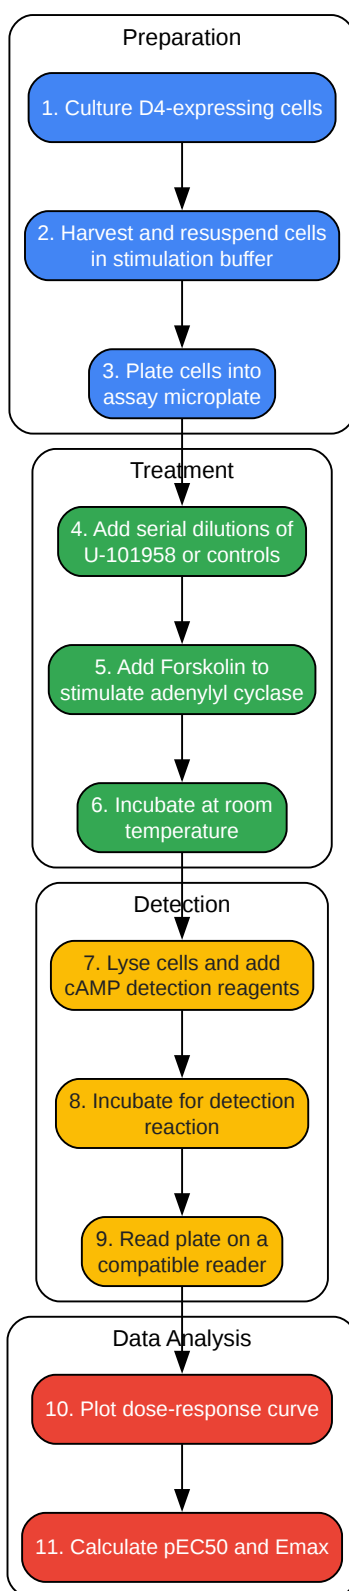 Preparation
1. Culture D4-expressing cells
2. Harvest and resuspend cells
in stimulation buffer
3. Plate cells into
assay microplate
Treatment
4. Add serial dilutions of
U-101958 or controls
5. Add Forskolin to
stimulate adenylyl cyclase
6. Incubate at room
temperature
Detection
7. Lyse cells and add
cAMP detection reagents
8. Incubate for detection
reaction
9. Read plate on a
compatible reader
Data Analysis
10. Plot dose-response curve
11. Calculate pEC50 and Emax